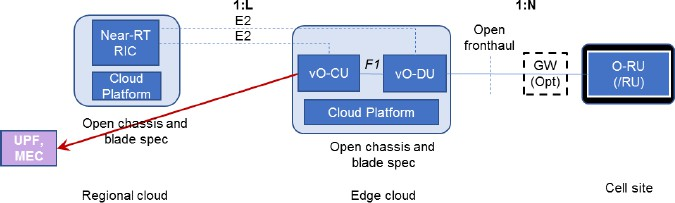 1:L
1:N
E2
E2
Near-RT
RIC
Cloud
Platform
Open chassis and
blade spec
UPF,
MEC
Regional cloud
vO-CU
F1
vO-DU
Cloud Platform
Open chassis and
blade spec
Edge cloud
Open
fronthaul
GW
(Opt)
O-RU
(/RU)
Cell site